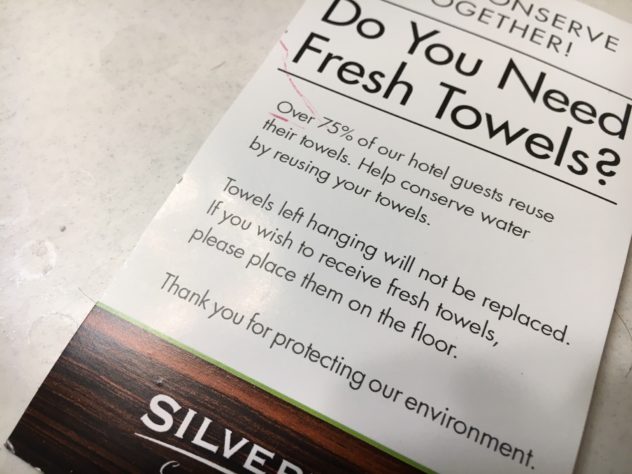 CONSERVE
TOGETHER!
Do You Need
Fresh Towels?
Over 75% of our hotel guests reuse
their towels. Help conserve water
by reusing your towels.
Towels left hanging will not be replaced.
If you wish to receive fresh towels,
please place them on the floor.
Thank you for protecting our environment.